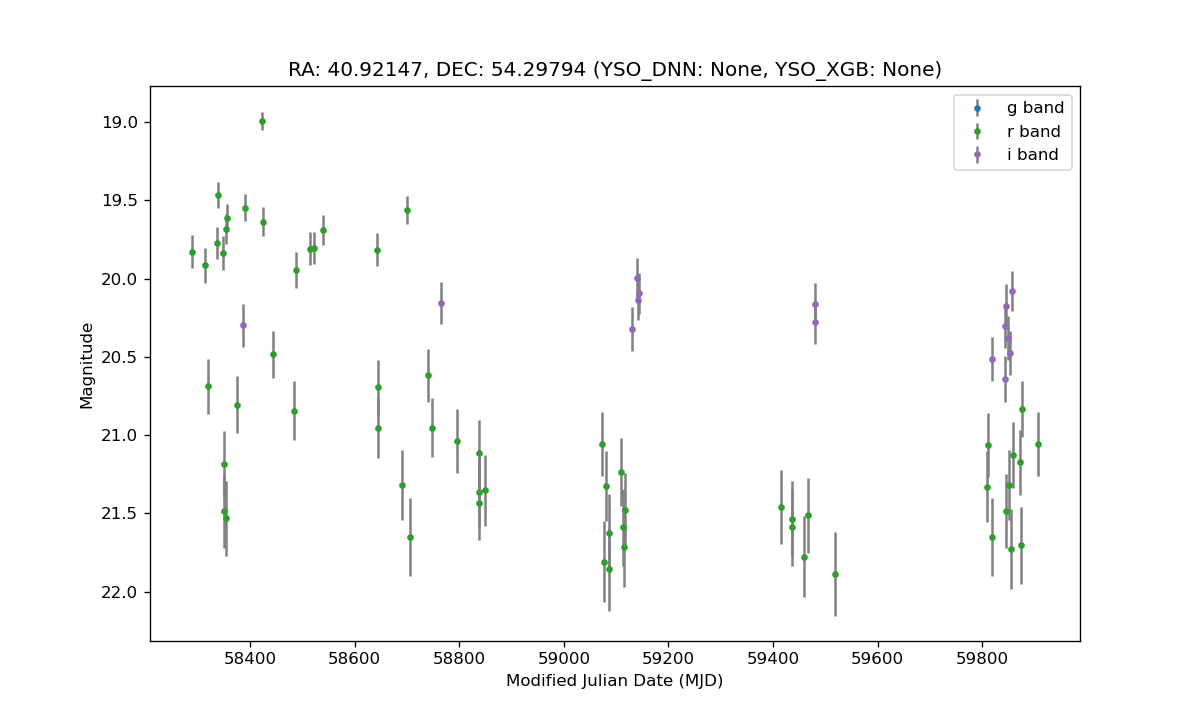 RA: 40.92147, DEC: 54.29794 (YSO_DNN: None, YSO_XGB: None)
g band
r band
i band
19.0
19.5
20.0
20.5
21.0
21.5
22.0
Magnitude
58400
58600
58800
59000
59200
59400
59600
59800
Modified Julian Date (MJD)